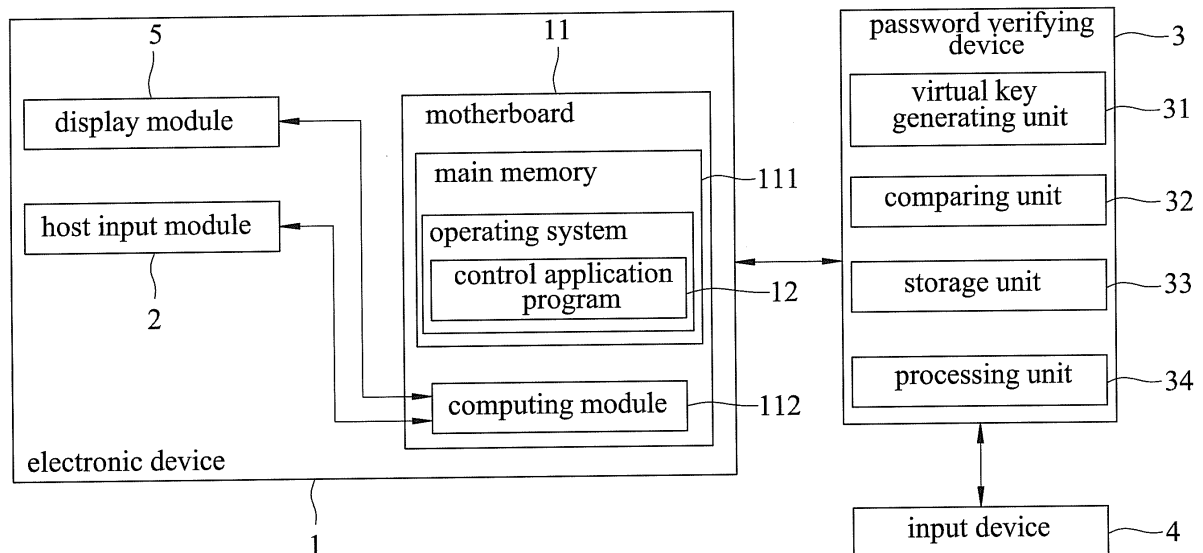 5
11
display module
host input module
2
motherboard
main memory
111
operating system
control application
program
12
computing module
112
electronic device
1
password verifying
device
3
virtual key
generating unit
31
comparing unit
32
storage unit
33
processing unit
34
input device
4